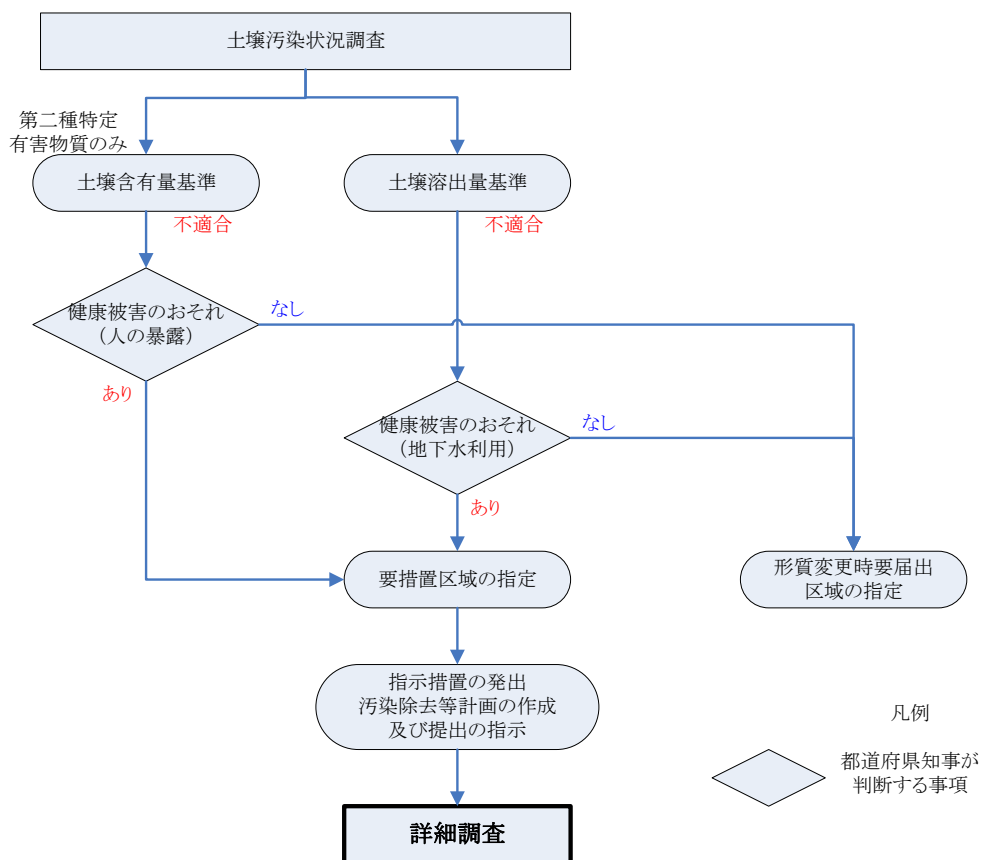 土壌汚染状況調査
第二種特定
有害物質のみ
土壌含有量基準
土壌溶出量基準
不適合
不適合
健康被害のおそれ
（人の暴露）
なし
あり
健康被害のおそれ
（地下水利用）
なし
あり
要措置区域の指定
形質変更時要届出
区域の指定
指示措置の発出
汚染除去等計画の作成
及び提出の指示
凡例
都道府県知事が
判断する事項
詳細調査